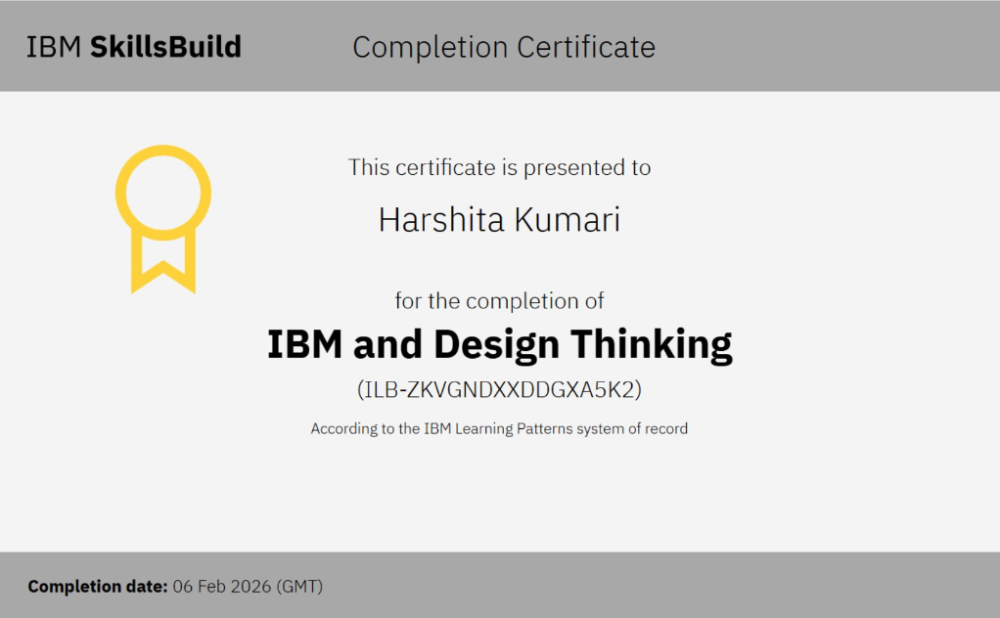 IBM SkillsBuild
Completion Certificate
This certificate is presented to
Harshita Kumari
for the completion of
IBM and Design Thinking
(ILB-ZKVGNDXXDDGXA5K2)
According to the IBM Learning Patterns system of record
Completion date: 06 Feb 2026 (GMT)